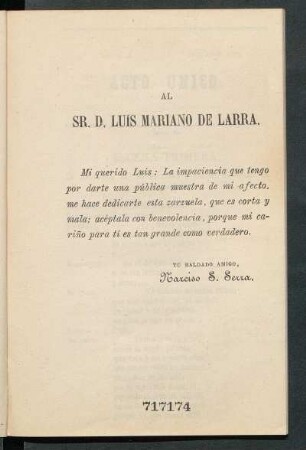 AL
SR. D. LUIS MARIANO DE LARRA.
Mi querido Luis: La impaciencia que tengo
por darte una pública muestra de mi afecto,
me hace dedicarte esta zarzuela, que es corta y
mala; acéptala con benevolencia, porque mi ca-
riño para ti es tan grande como verdadero.
TU SALGADO AMIGO,
Narciso S. Serra.
717174